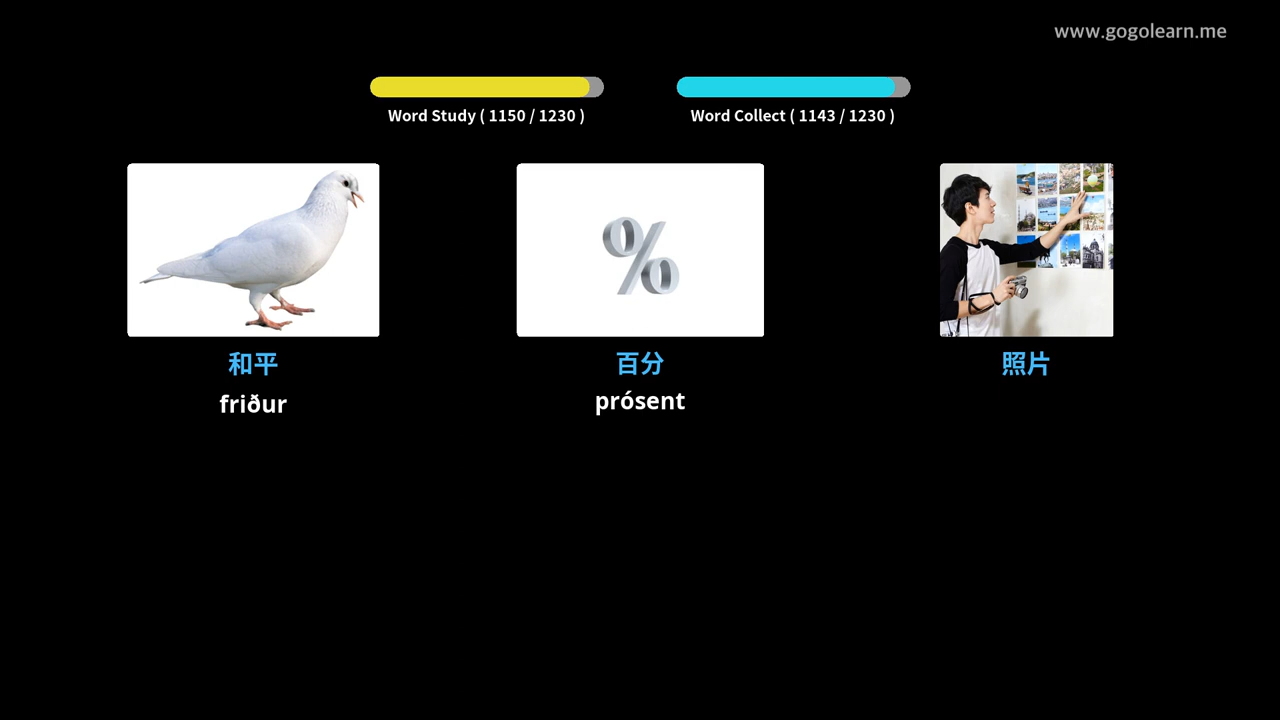 www.gogolearn.me
Word Study ( 1150 / 1230 )
Word Collect ( 1143 / 1230 )
%
和平
百分
照片
friður
prósent